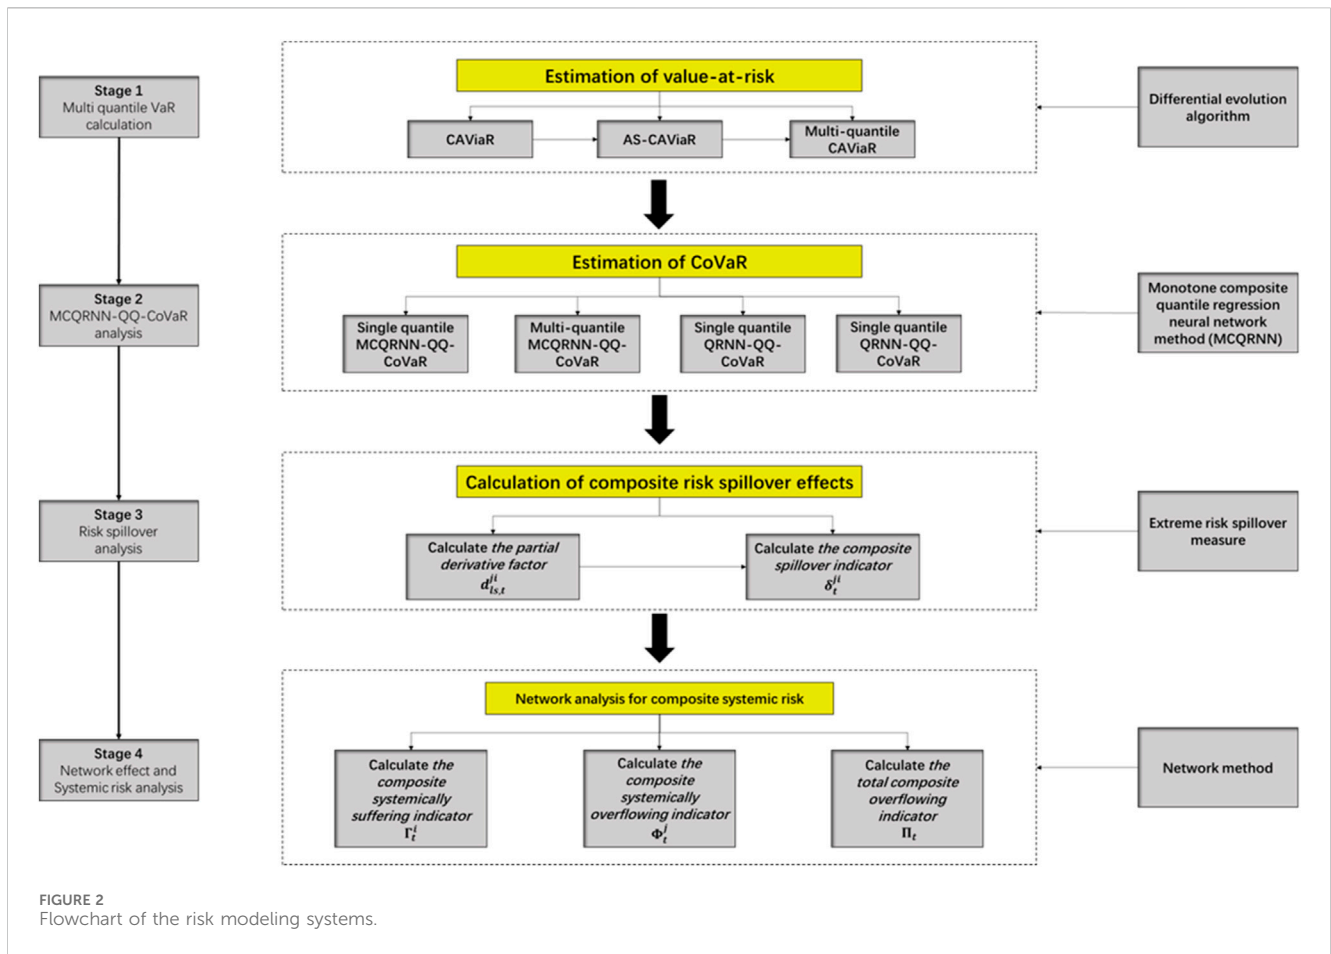 Stage 1
Multi quantile VaR
calculation
Estimation of value-at-risk
CAViaR
AS-CAViaR
Multi-quantile
CAViaR
Differential evolution
algorithm
Stage 2
MCQRNN-QQ-CoVaR
analysis
Estimation of CoVaR
Single quantile
MCQRNN-QQ-
CoVaR
Multi-quantile
MCQRNN-QQ-
CoVaR
Single quantile
QRNN-QQ-
CoVaR
Single quantile
QRNN-QQ-
CoVaR
Monotone composite
quantile regression
neural network
method (MCQRNN)
Stage 3
Risk spillover
analysis
Calculation of composite risk spillover effects
Calculate the partial
derivative factor
d_{ls,t}^{ji}
Calculate the composite
spillover indicator
δ_t^{ji}
Extreme risk spillover
measure
Stage 4
Network effect and
Systemic risk analysis
Network analysis for composite systemic risk
Calculate the
composite
systemically
suffering indicator
Γ_t^i
Calculate the
composite
systemically
overflowing indicator
Φ_t^j
Calculate the
total composite
overflowing
indicator
Π_t
Network method
FIGURE 2
Flowchart of the risk modeling systems.